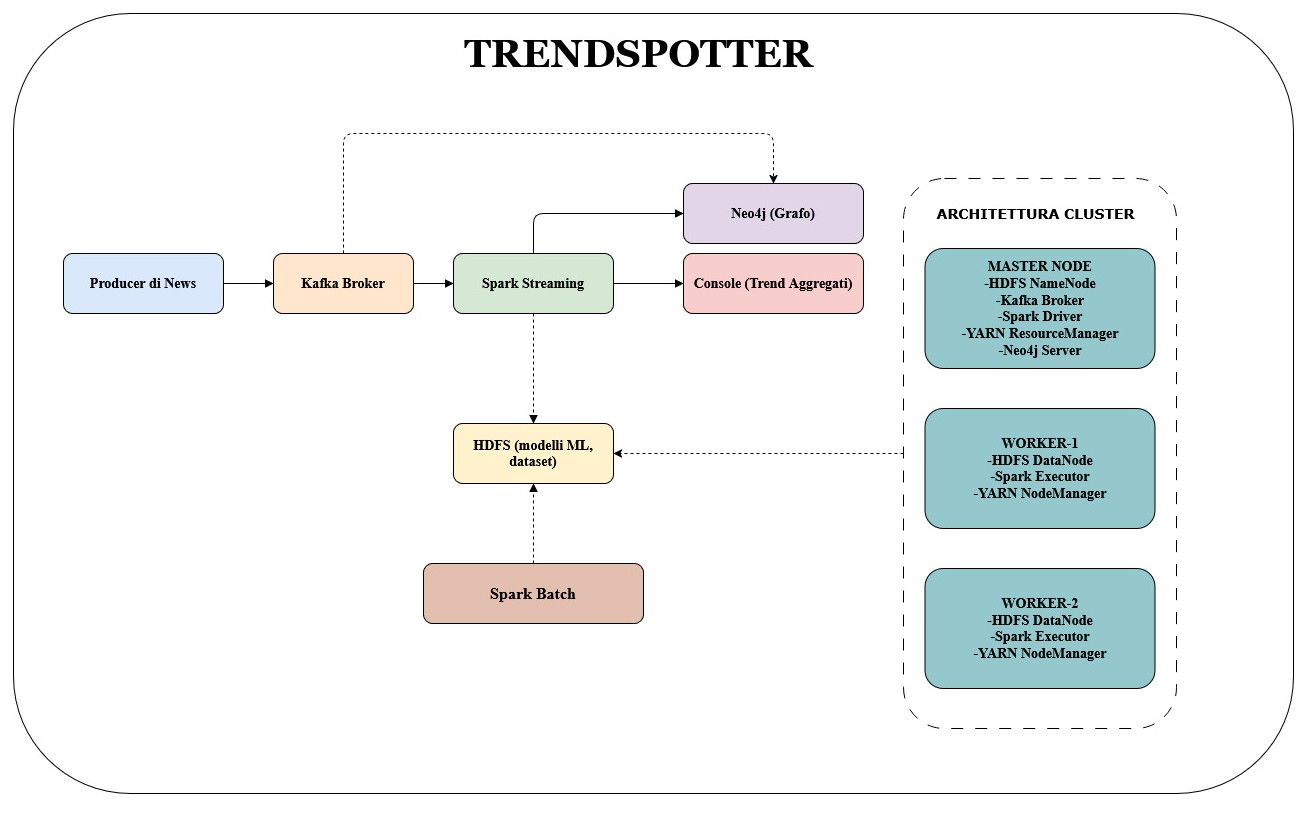 TRENDSPOTTER
Producer di News
Kafka Broker
Spark Streaming
Neo4j (Grafo)
Console (Trend Aggregati)
HDFS (modelli ML,
dataset)
Spark Batch
ARCHITETTURA CLUSTER
MASTER NODE
-HDFS NameNode
-Kafka Broker
-Spark Driver
-YARN ResourceManager
-Neo4j Server
WORKER-1
-HDFS DataNode
-Spark Executor
-YARN NodeManager
WORKER-2
-HDFS DataNode
-Spark Executor
-YARN NodeManager